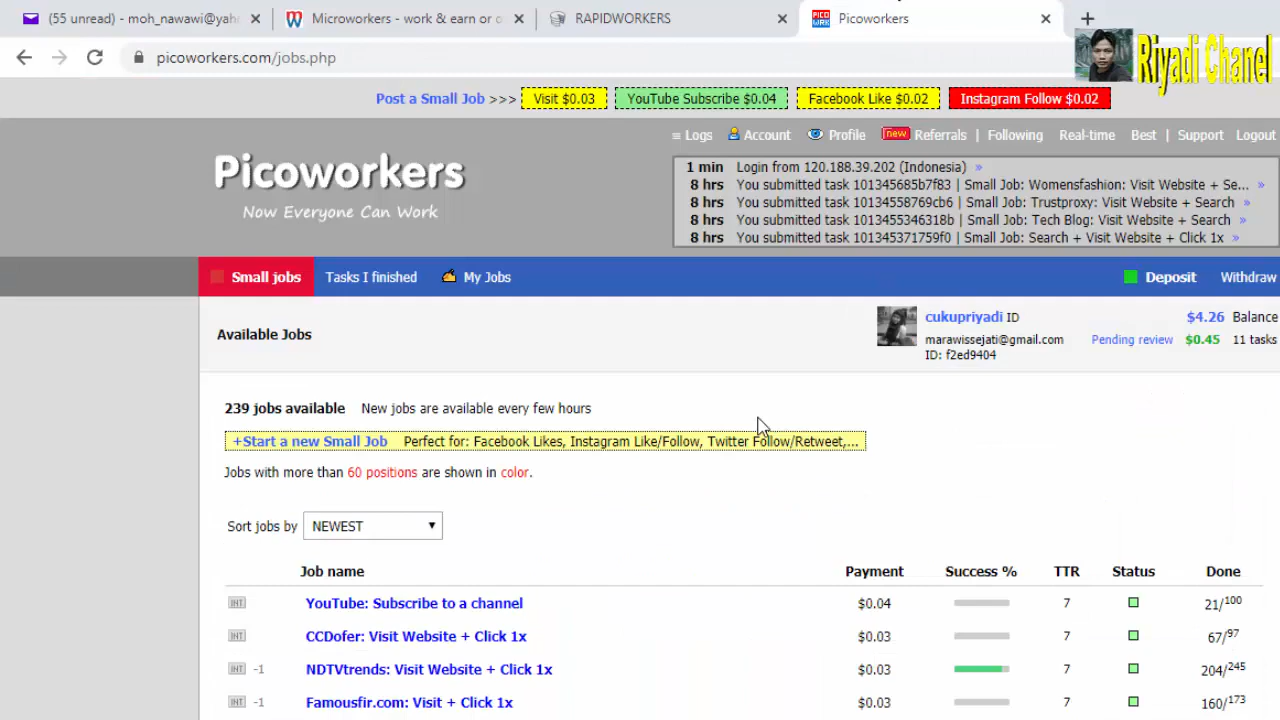 (55 unread) - moh_nawawi@yah
Microworkers - work & earn or o
RAPIDWORKERS
Picoworkers
picoworkers.com/jobs.php
Riyadi Chanel
Post a Small Job >>> Visit $0.03 YouTube Subscribe $0.04 Facebook Like $0.02 Instagram Follow $0.02
≡ Logs Account Profile new Referrals | Following Real-time Best | Support Logout
Picoworkers
Now Everyone Can Work
1 min Login from 120.188.39.202 (Indonesia) »
8 hrs You submitted task 101345685b7f83 | Small Job: Womensfashion: Visit Website + Se... »
8 hrs You submitted task 10134558769cb6 | Small Job: Trustproxy: Visit Website + Search »
8 hrs You submitted task 1013455346318b | Small Job: Tech Blog: Visit Website + Search »
8 hrs You submitted task 101345371759f0 | Small Job: Search + Visit Website + Click 1x »
Small jobs Tasks I finished My Jobs Deposit Withdraw
Available Jobs
cukupriyadi ID $4.26 Balance
marawissejati@gmail.com Pending review $0.45 11 tasks
ID: f2ed9404
239 jobs available New jobs are available every few hours
+Start a new Small Job Perfect for: Facebook Likes, Instagram Like/Follow, Twitter Follow/Retweet,...
Jobs with more than 60 positions are shown in color.
Sort jobs by NEWEST
Job name Payment Success % TTR Status Done
INT YouTube: Subscribe to a channel $0.04 7 21/100
INT CCDofer: Visit Website + Click 1x $0.03 7 67/97
INT -1 NDTVtrends: Visit Website + Click 1x $0.03 7 204/245
INT -1 Famousfir.com: Visit + Click 1x $0.03 7 160/173